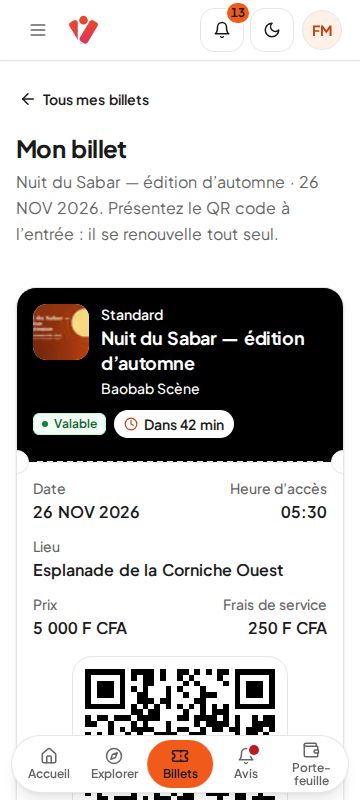 13
FM
Tous mes billets
Mon billet
Nuit du Sabar — édition d’automne · 26
NOV 2026. Présentez le QR code à
l’entrée : il se renouvelle tout seul.
Standard
Nuit du Sabar — édition
d’automne
Baobab Scène
Valable
Dans 42 min
Date
Heure d’accès
26 NOV 2026
05:30
Lieu
Esplanade de la Corniche Ouest
Prix
Frais de service
5 000 F CFA
250 F CFA
Accueil
Explorer
Billets
Avis
Porte-
feuille